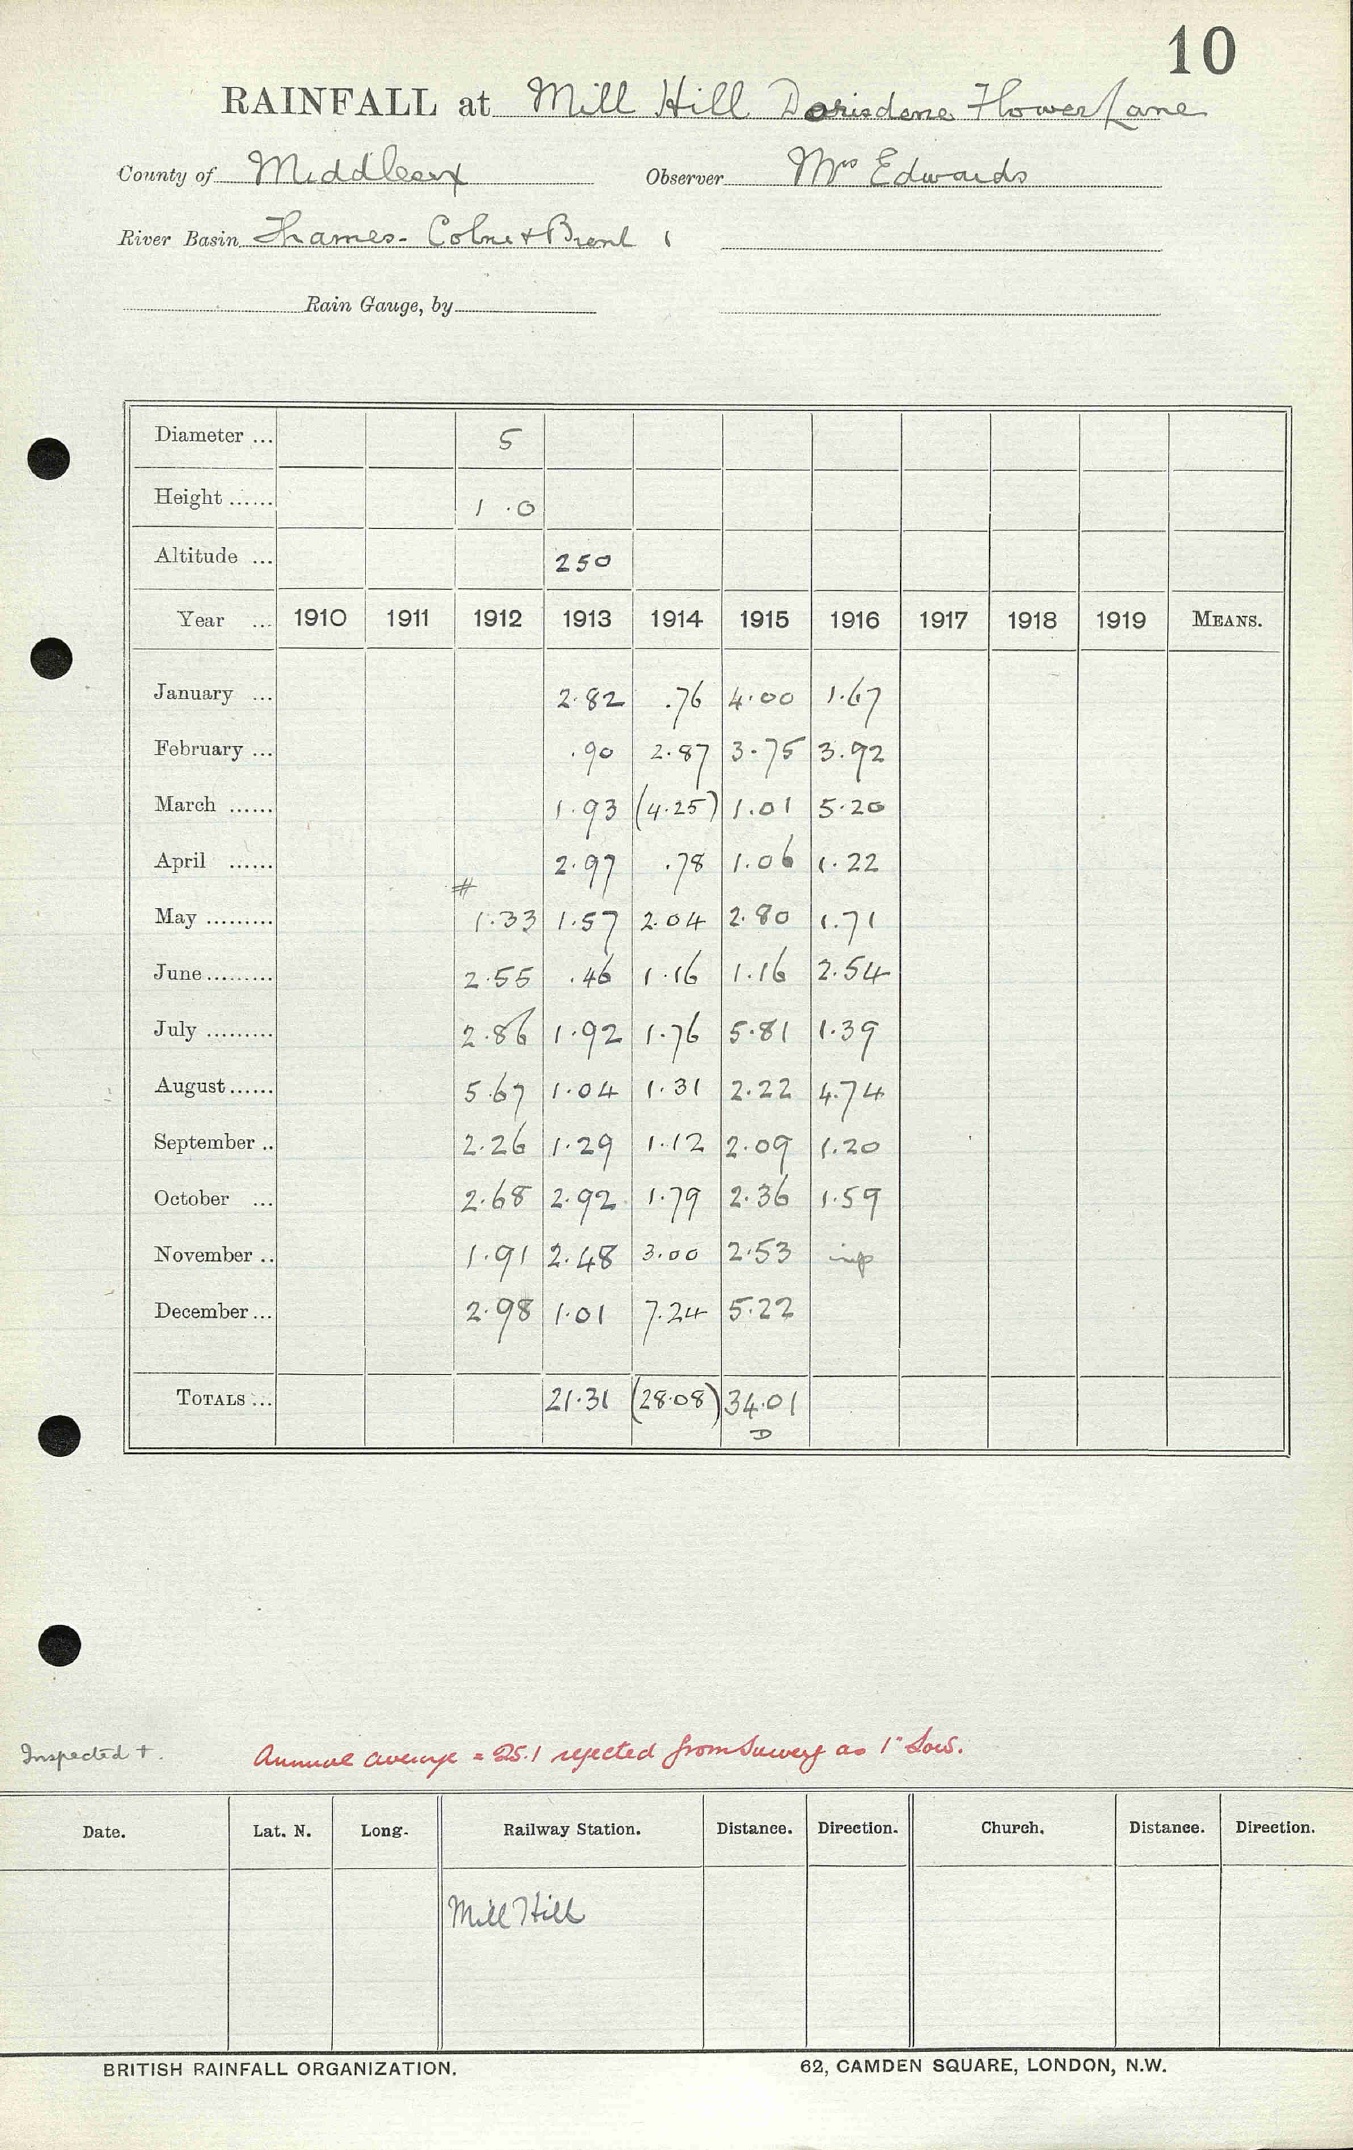 10
RAINFALL at Mill Hill Dorisdene Flower Lane
County of Middlesex Observer Mrs Edwards
River Basin Thames - Colne & Brent 1
Rain Gauge, by
Diameter ... 5
Height ...... 1.0
Altitude ... 250
Year ... 1910 1911 1912 1913 1914 1915 1916 1917 1918 1919 MEANS.
January ... 2.82 .76 4.00 1.67
February ... .90 2.87 3.75 3.92
March ...... 1.93 (4.25) 1.01 5.20
April ...... 2.97 .78 1.06 1.22
#
May ......... 1.33 1.57 2.04 2.80 1.71
June ......... 2.55 .46 1.16 1.16 2.54
July ......... 2.86 1.92 1.76 5.81 1.39
August ...... 5.67 1.04 1.31 2.22 4.74
September .. 2.26 1.29 1.12 2.09 1.20
October ... 2.68 2.92 1.79 2.36 1.59
November .. 1.91 2.48 3.00 2.53 inp
December ... 2.98 1.01 7.24 5.22
TOTALS ... 21.31 (28.08) 34.01
D
Inspected +. Annual average = 25.1 rejected from Survey as 1" low.
Date. Lat. N. Long. Railway Station. Distance. Direction. Church. Distance. Direction.
Mill Hill
BRITISH RAINFALL ORGANIZATION. 62, CAMDEN SQUARE, LONDON, N.W.